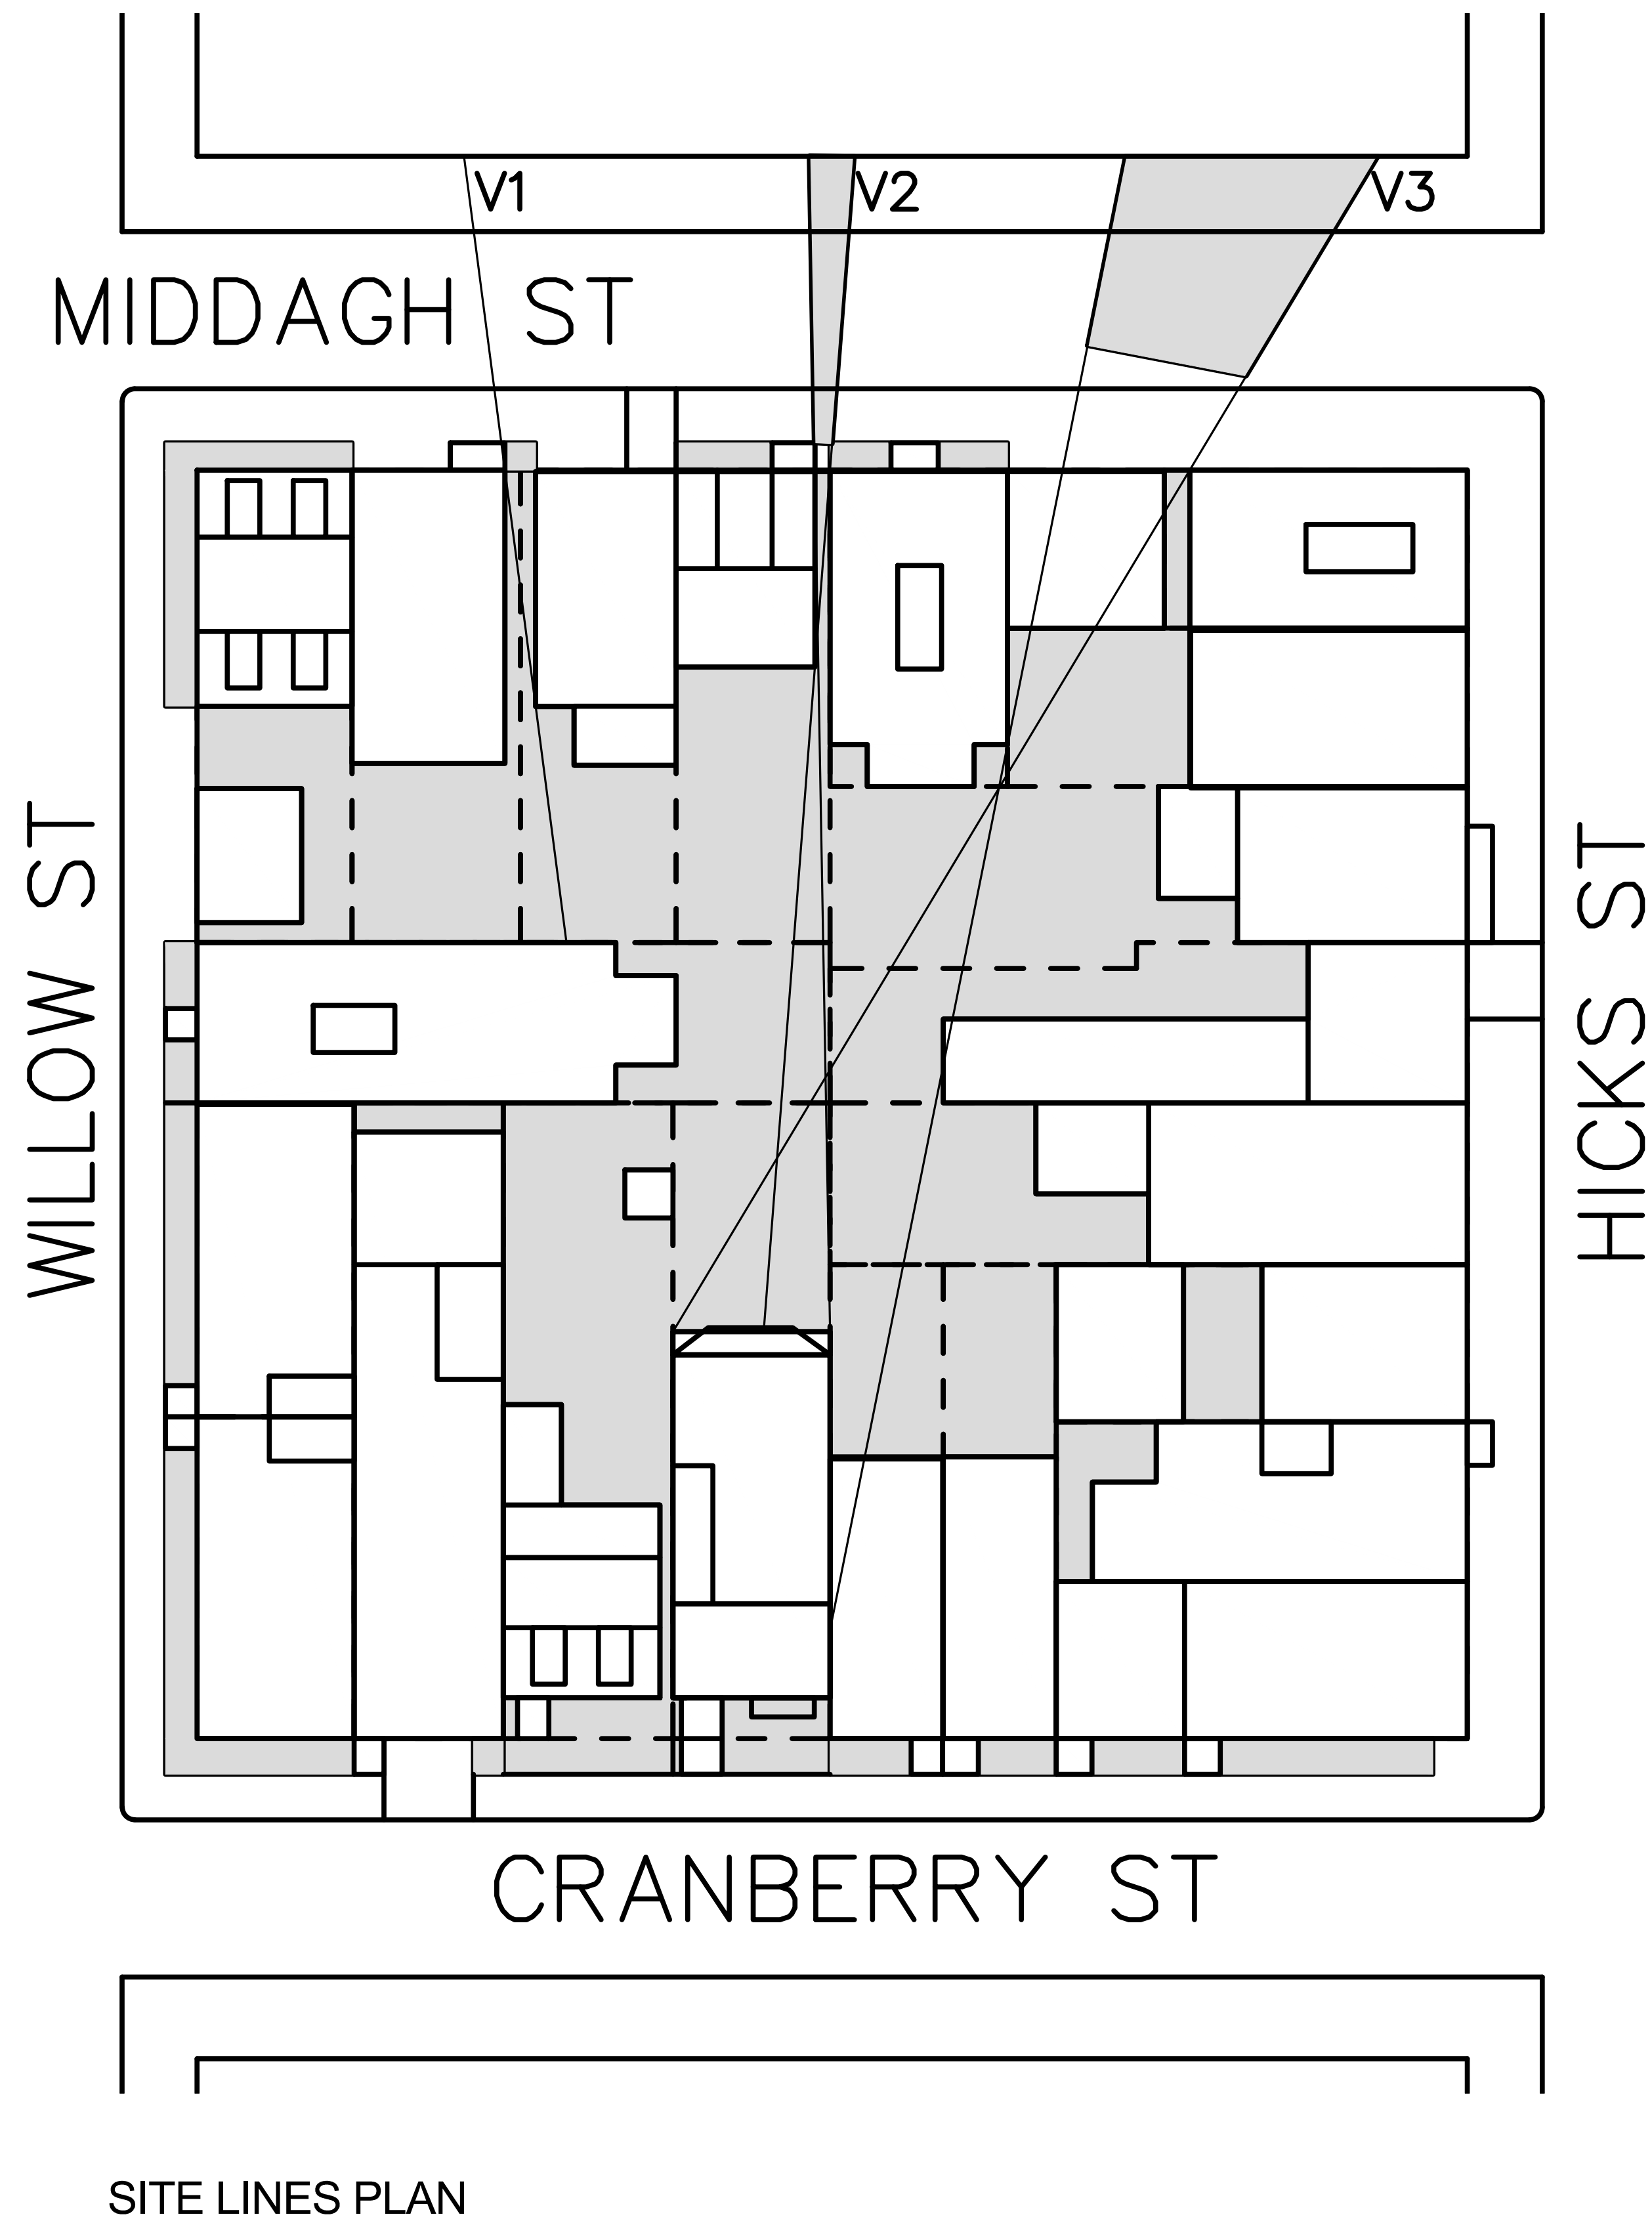 V1
V2
V3
MIDDAGH ST
WILLOW ST
HICKS ST
CRANBERRY ST
SITE LINES PLAN